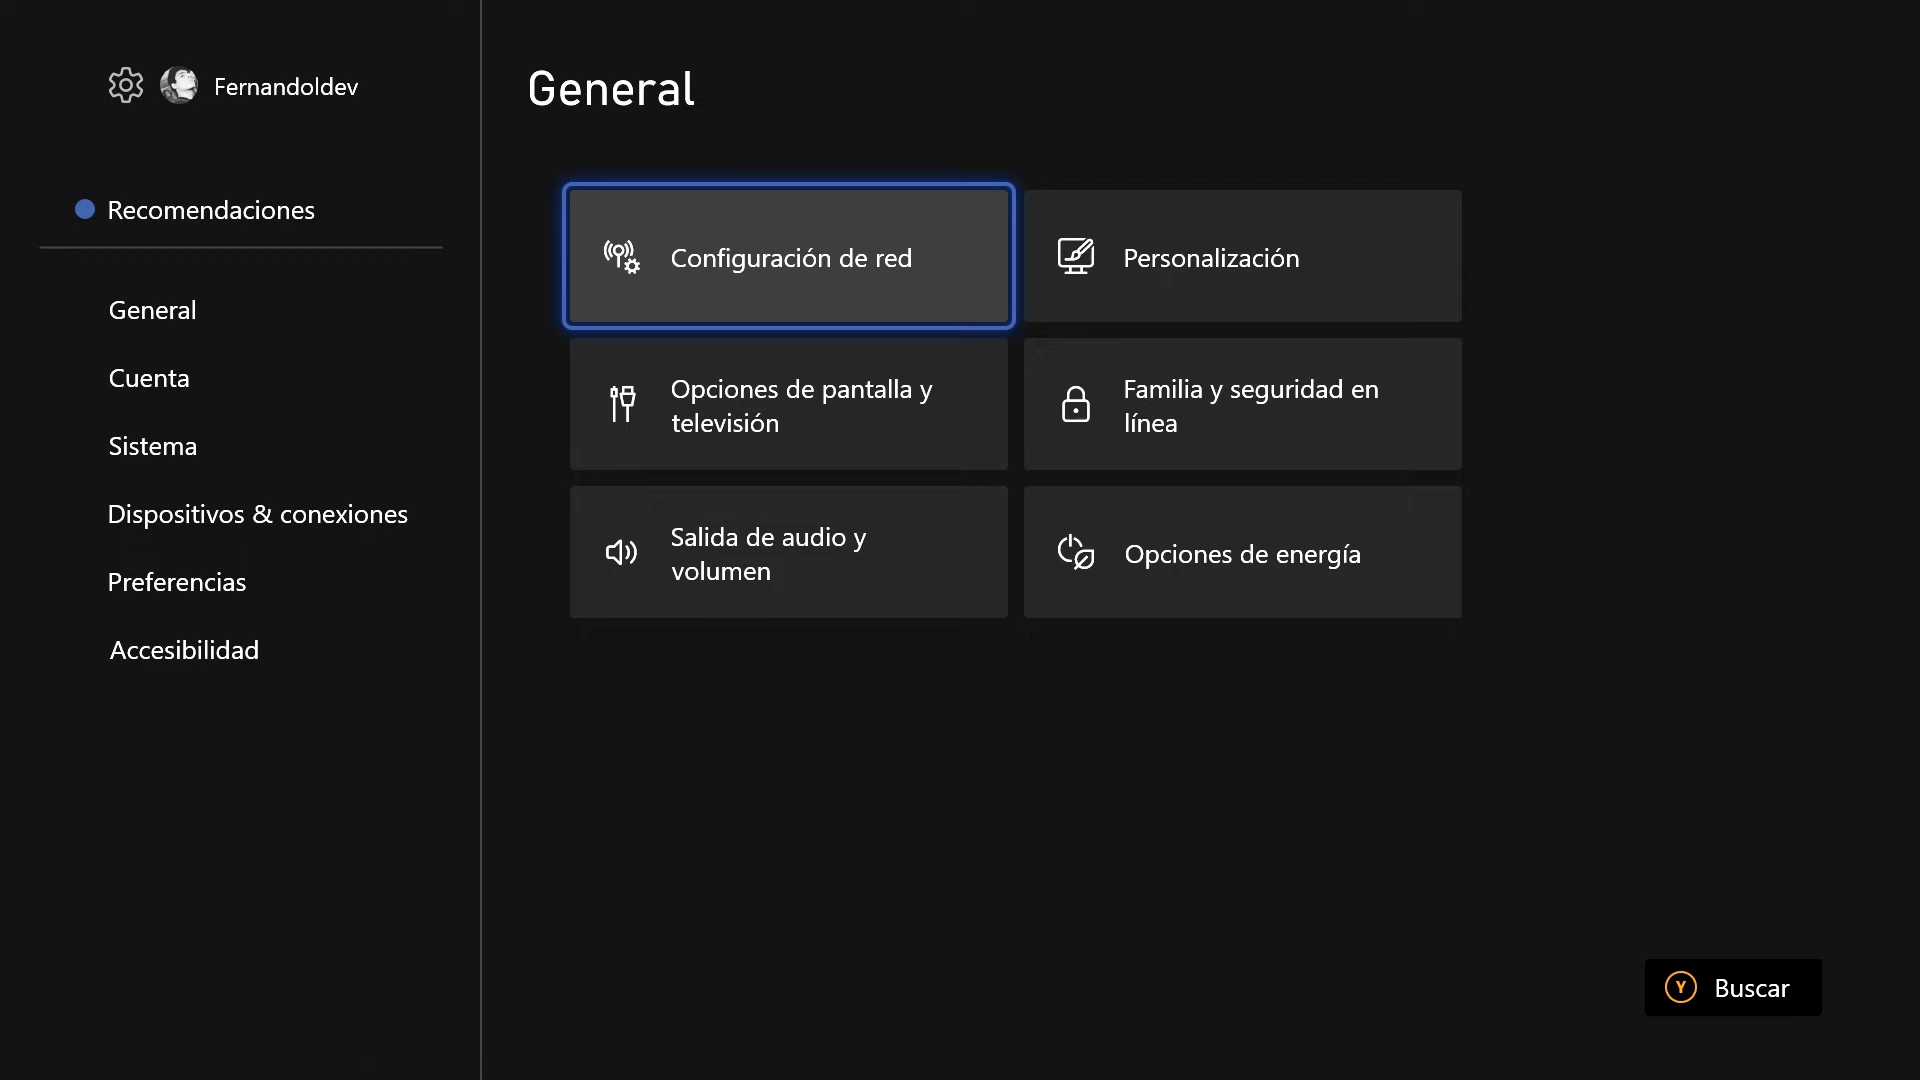 Fernandoldev
Recomendaciones
General
Cuenta
Sistema
Dispositivos & conexiones
Preferencias
Accesibilidad
General
Configuración de red
Personalización
Opciones de pantalla y
televisión
Familia y seguridad en
línea
Salida de audio y
volumen
Opciones de energía
Y Buscar